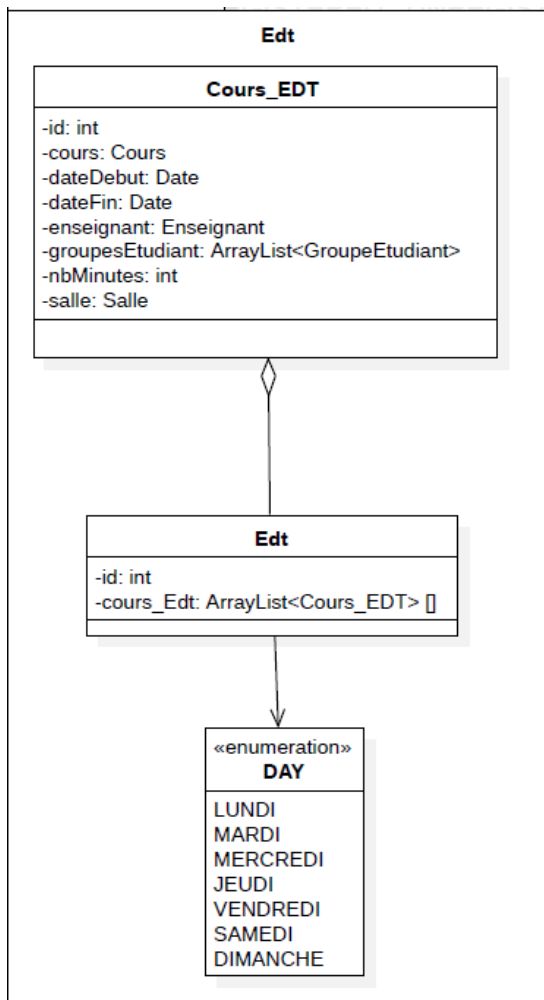 Edt
Cours_EDT
-id: int
-cours: Cours
-dateDebut: Date
-dateFin: Date
-enseignant: Enseignant
-groupesEtudiant: ArrayList<GroupeEtudiant>
-nbMinutes: int
-salle: Salle
Edt
-id: int
-cours_Edt: ArrayList<Cours_EDT> []
«enumeration»
DAY
LUNDI
MARDI
MERCREDI
JEUDI
VENDREDI
SAMEDI
DIMANCHE